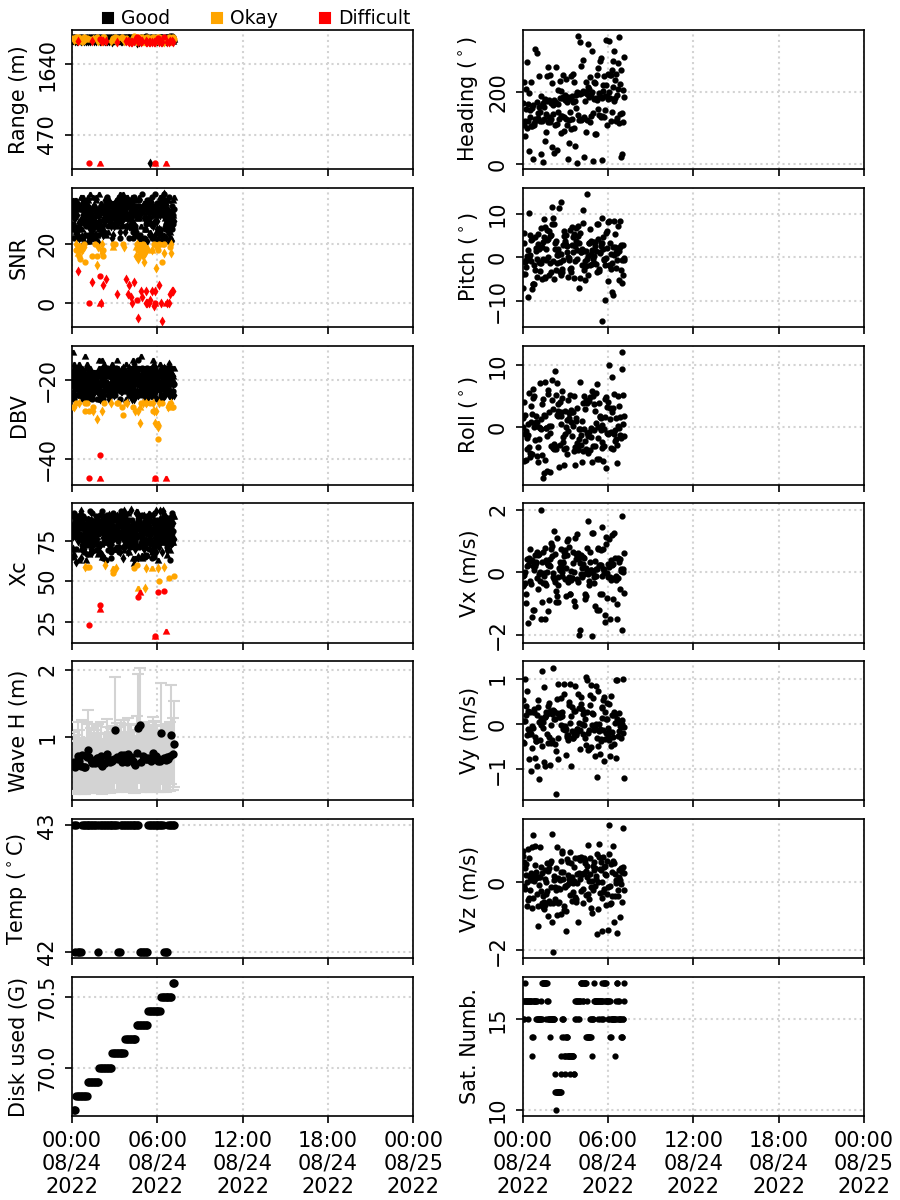 Good Okay Difficult
Range (m)
1640
470
Heading (°)
200
0
SNR
20
0
Pitch (°)
10
0
−10
DBV
−20
−40
Roll (°)
10
0
Xc
75
50
25
Vx (m/s)
2
0
−2
Wave H (m)
2
1
Vy (m/s)
1
0
−1
Temp (°C)
43
42
Vz (m/s)
0
−2
Disk used (G)
70.5
70.0
Sat. Numb.
15
10
00:00 06:00 12:00 18:00 00:00
08/24 08/24 08/24 08/24 08/25
2022 2022 2022 2022 2022
00:00 06:00 12:00 18:00 00:00
08/24 08/24 08/24 08/24 08/25
2022 2022 2022 2022 2022